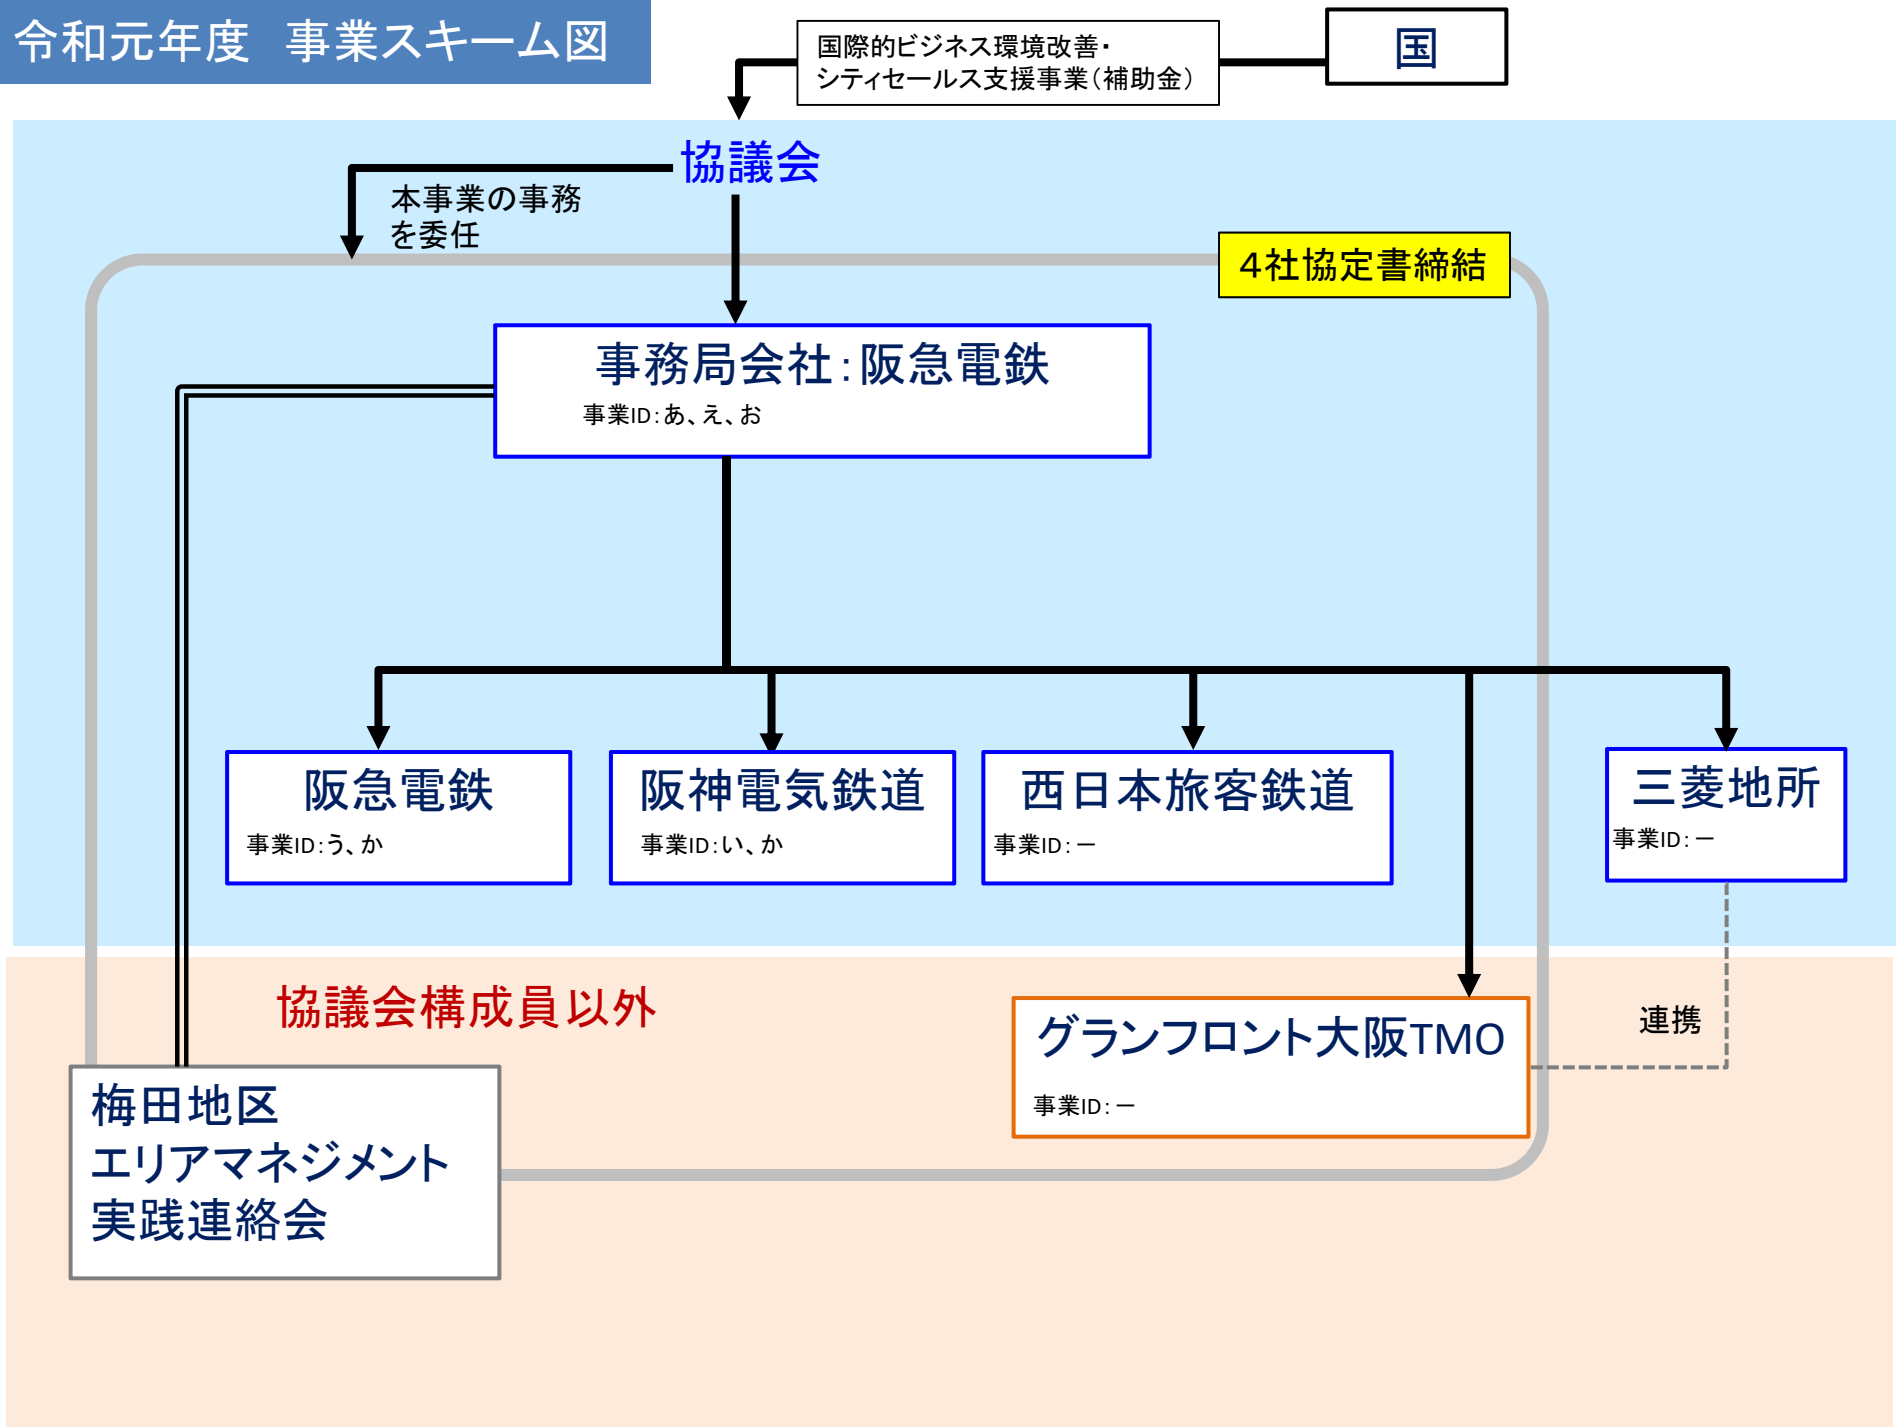 令和元年度　事業スキーム図
国際的ビジネス環境改善・
シティセールス支援事業（補助金）
国
協議会
本事業の事務
を委任
４社協定書締結
事務局会社：阪急電鉄
事業ID：あ、え、お
阪急電鉄
事業ID：う、か
阪神電気鉄道
事業ID：い、か
西日本旅客鉄道
事業ID：－
三菱地所
事業ID：－
協議会構成員以外
グランフロント大阪TMO
事業ID：－
連携
梅田地区
エリアマネジメント
実践連絡会